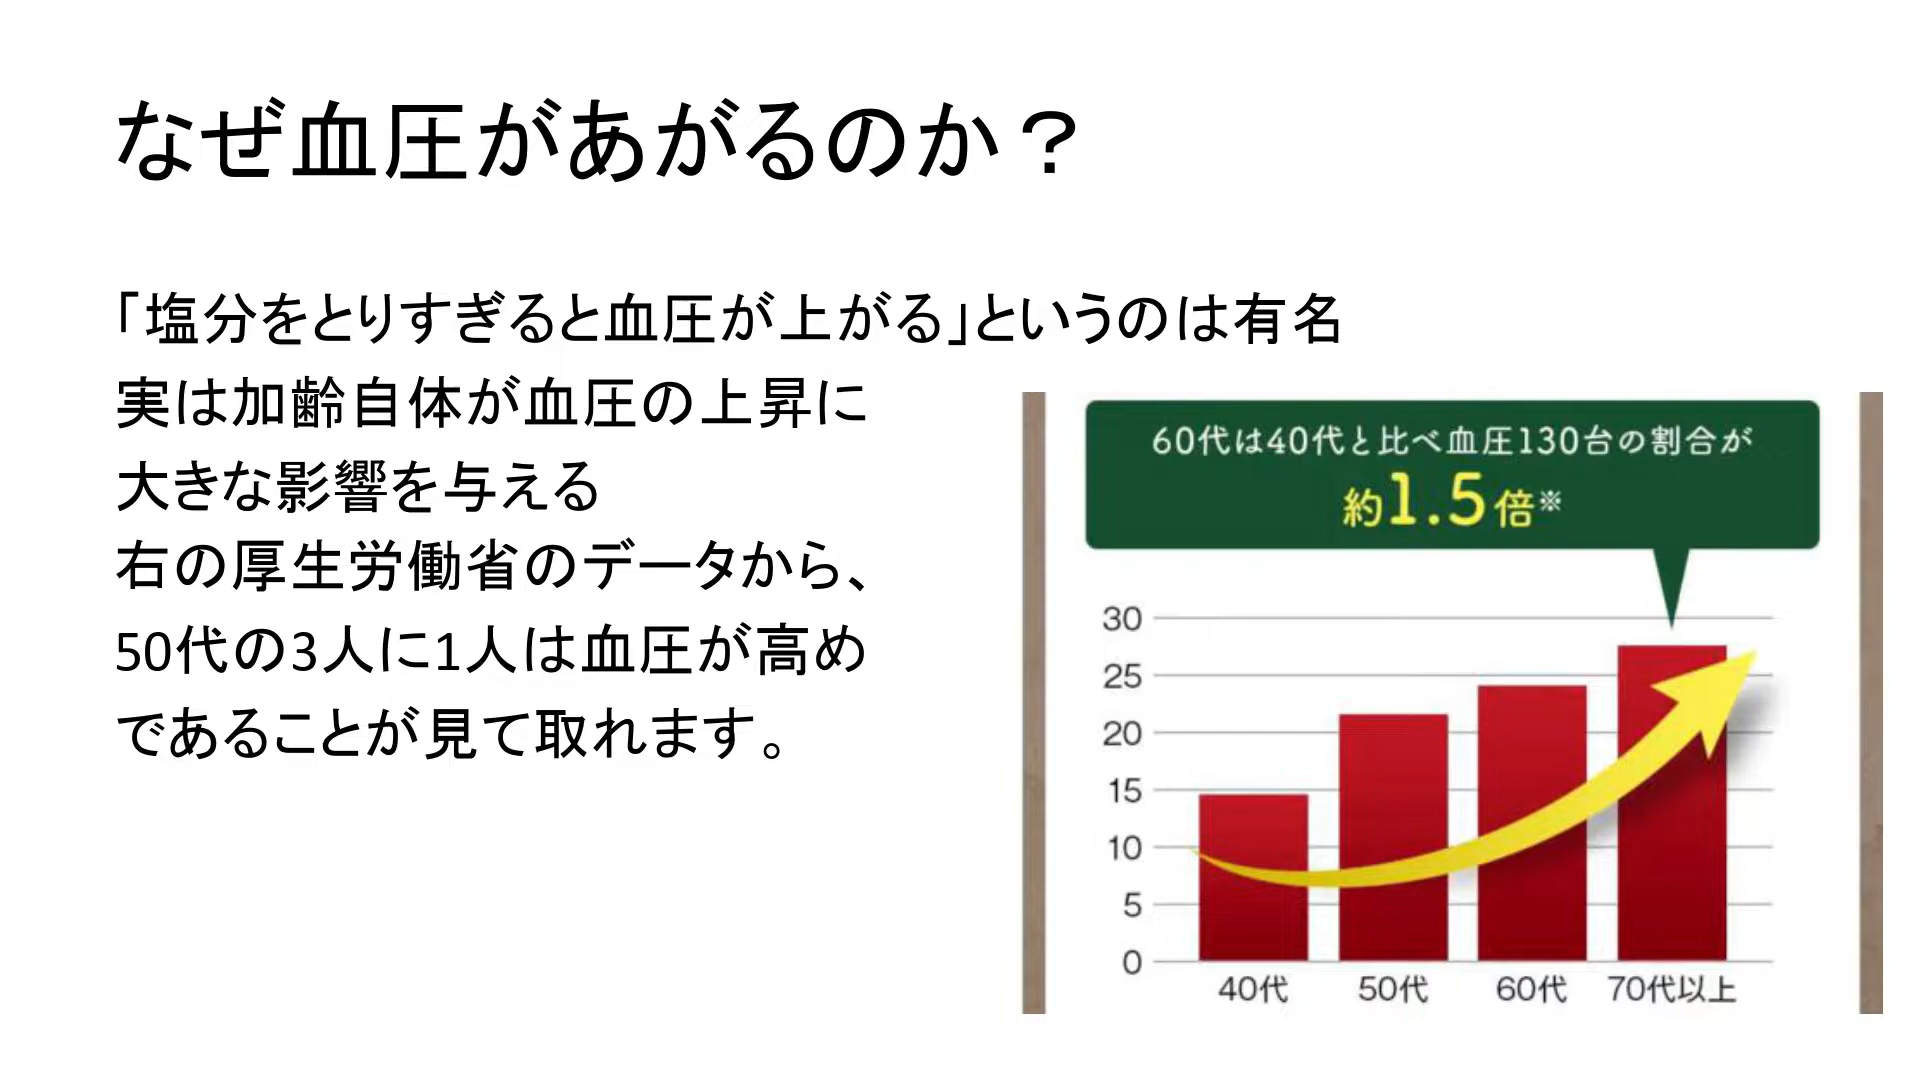 なぜ血圧があがるのか？
「塩分をとりすぎると血圧が上がる」というのは有名
実は加齢自体が血圧の上昇に
大きな影響を与える
右の厚生労働省のデータから、
50代の3人に1人は血圧が高め
であることが見て取れます。
60代は40代と比べ血圧130台の割合が
約1.5倍※
30
25
20
15
10
5
0
40代 50代 60代 70代以上